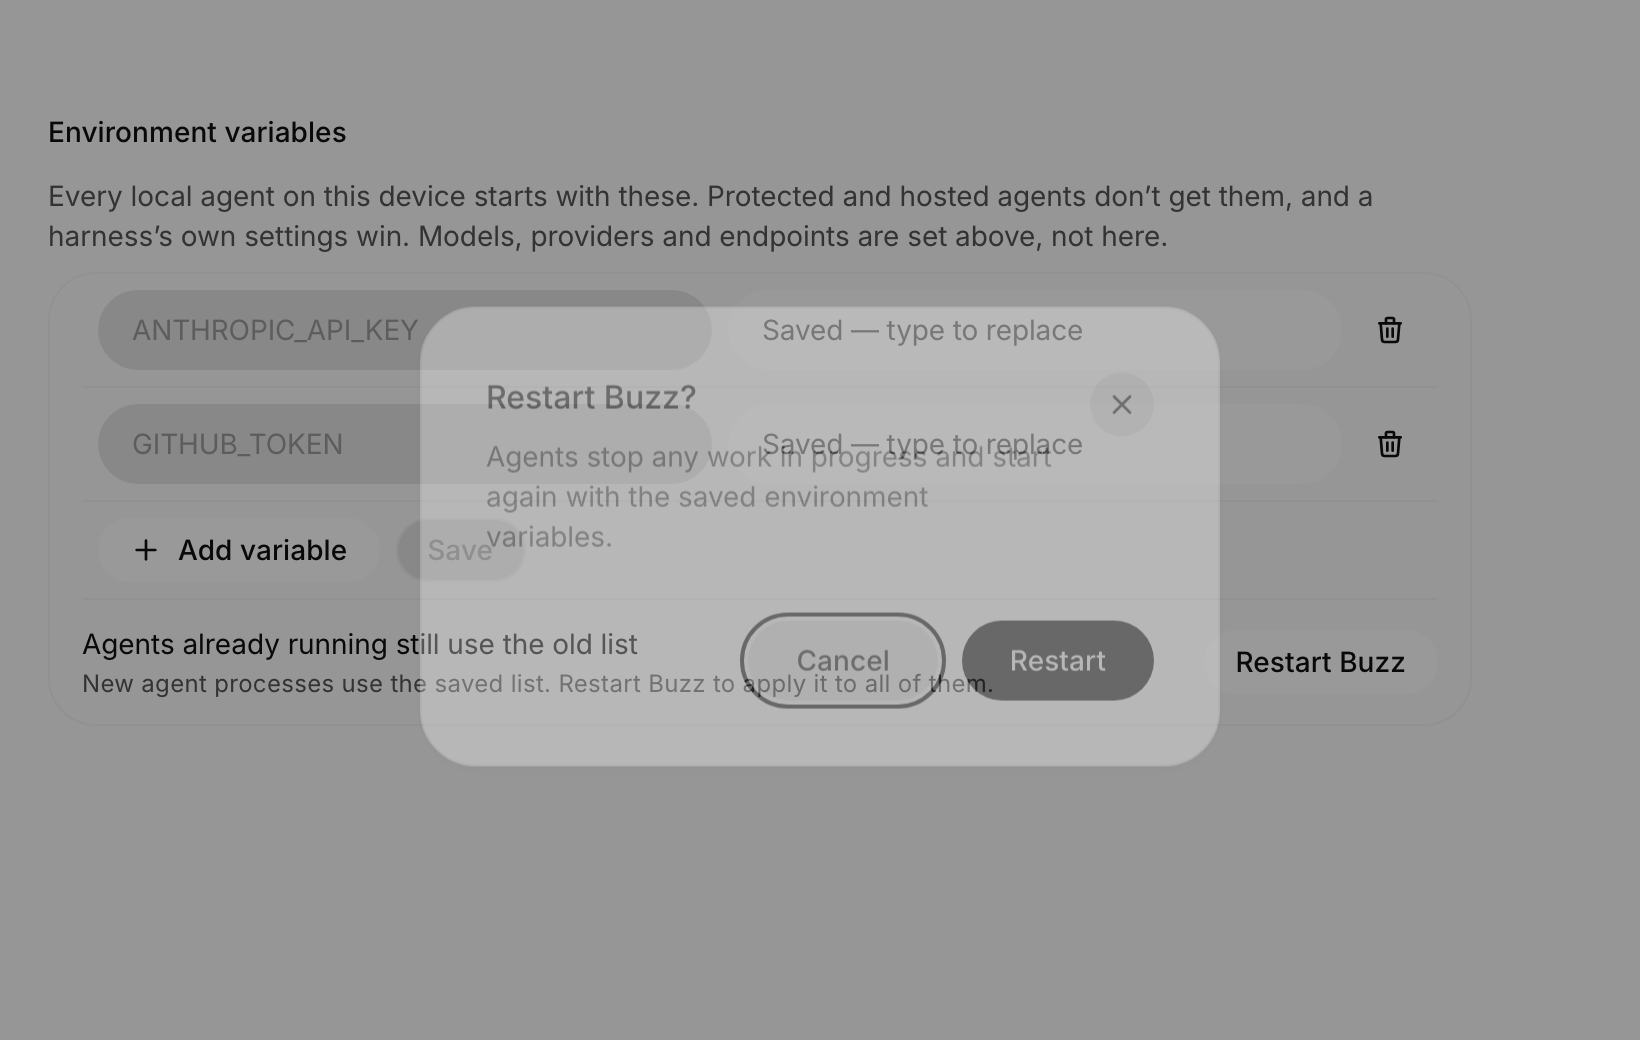 Environment variables
Every local agent on this device starts with these. Protected and hosted agents don’t get them, and a
harness’s own settings win. Models, providers and endpoints are set above, not here.
ANTHROPIC_API_KEY
Saved — type to replace
GITHUB_TOKEN
Saved — type to replace
Add variable
Save
Agents already running still use the old list
New agent processes use the saved list. Restart Buzz to apply it to all of them.
Restart Buzz
Restart Buzz?
Agents stop any work in progress and start
again with the saved environment
variables.
Cancel
Restart